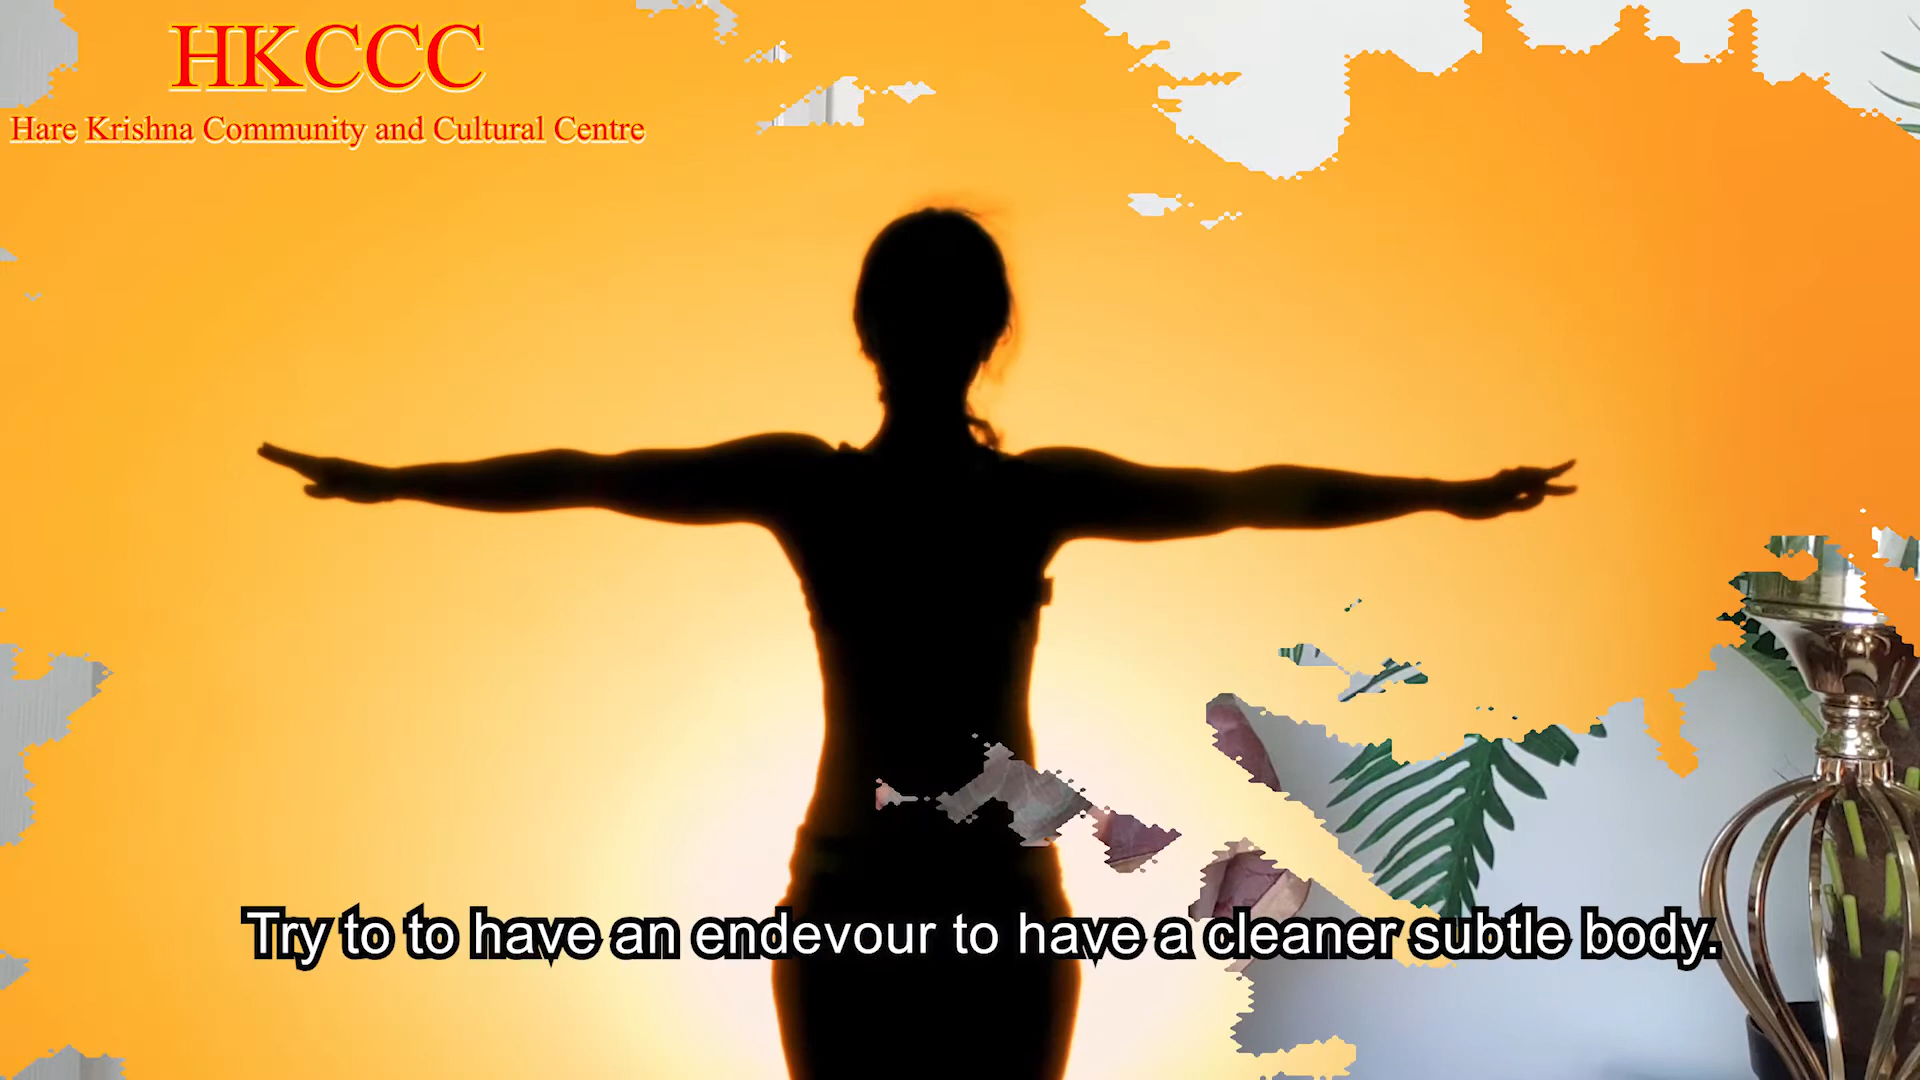 HKCCC
Hare Krishna Community and Cultural Centre
Try to to have an endevour to have a cleaner subtle body.